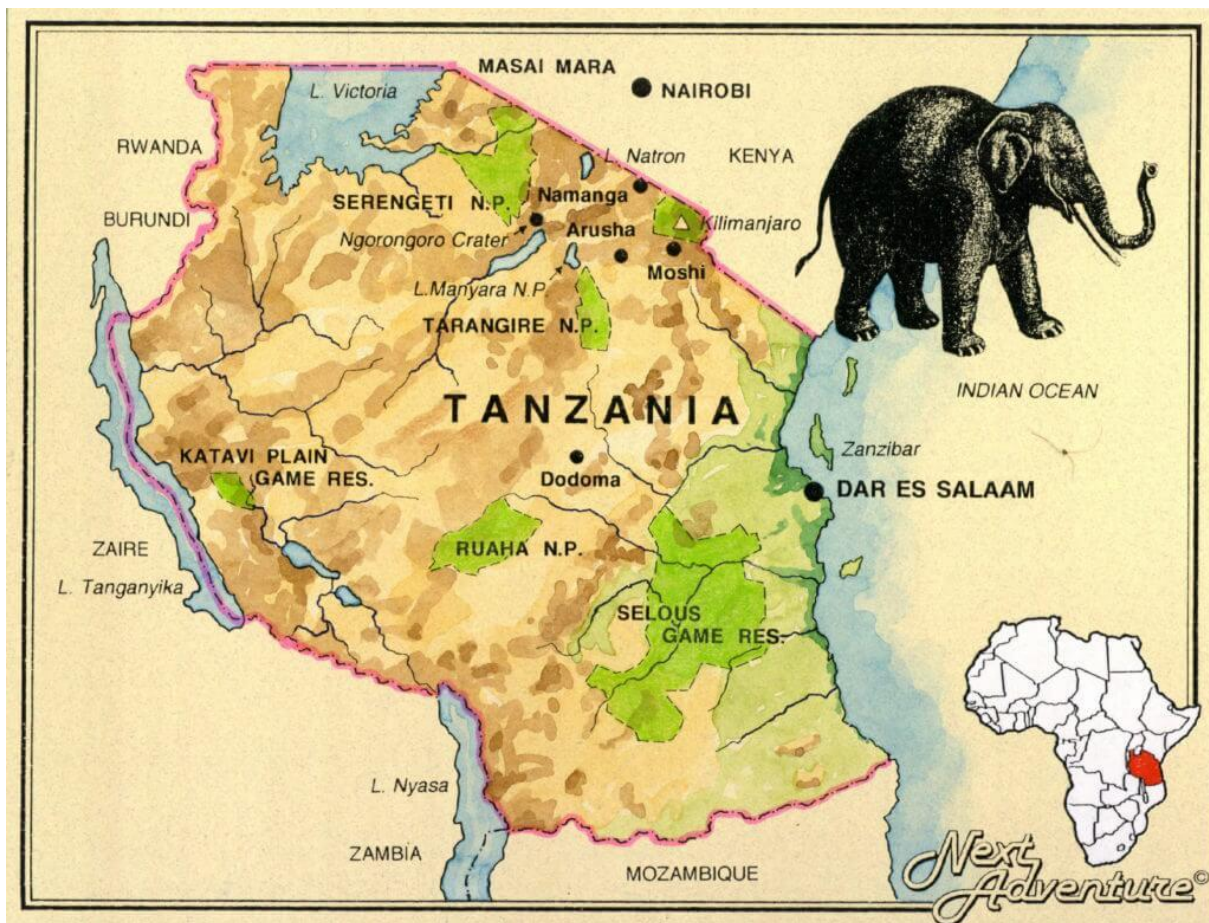 MASAI MARA
NAIROBI
L. Victoria
RWANDA
L. Natron
KENYA
BURUNDI
SERENGETI N.P.
Namanga
Kilimanjaro
Ngorongoro Crater
Arusha
Moshi
L.Manyara N.P.
TARANGIRE N.P.
INDIAN OCEAN
TANZANIA
Zanzibar
KATAVI PLAIN
GAME RES.
Dodoma
DAR ES SALAAM
ZAIRE
RUAHA N.P.
L. Tanganyika
SELOUS
GAME RES.
L. Nyasa
ZAMBIA
MOZAMBIQUE
Next
Adventure©